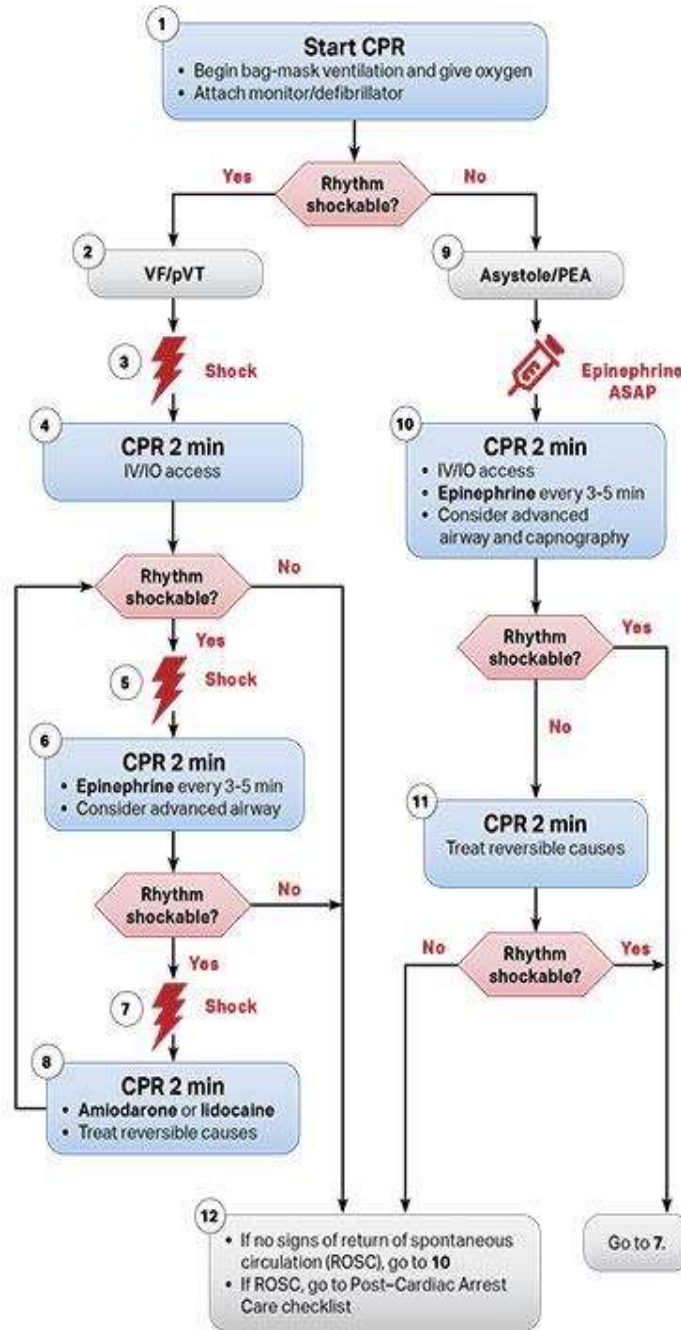 1
Start CPR
• Begin bag-mask ventilation and give oxygen
• Attach monitor/defibrillator
Yes
Rhythm
shockable?
No
2
VF/pVT
3
Shock
4
CPR 2 min
IV/IO access
Rhythm
shockable?
No
Yes
5
Shock
6
CPR 2 min
• Epinephrine every 3-5 min
• Consider advanced airway
Rhythm
shockable?
No
Yes
7
Shock
8
CPR 2 min
• Amiodarone or lidocaine
• Treat reversible causes
9
Asystole/PEA
Epinephrine
ASAP
10
CPR 2 min
• IV/IO access
• Epinephrine every 3-5 min
• Consider advanced
airway and capnography
Rhythm
shockable?
Yes
No
11
CPR 2 min
Treat reversible causes
No
Rhythm
shockable?
Yes
12
• If no signs of return of spontaneous
circulation (ROSC), go to 10
• If ROSC, go to Post–Cardiac Arrest
Care checklist
Go to 7.